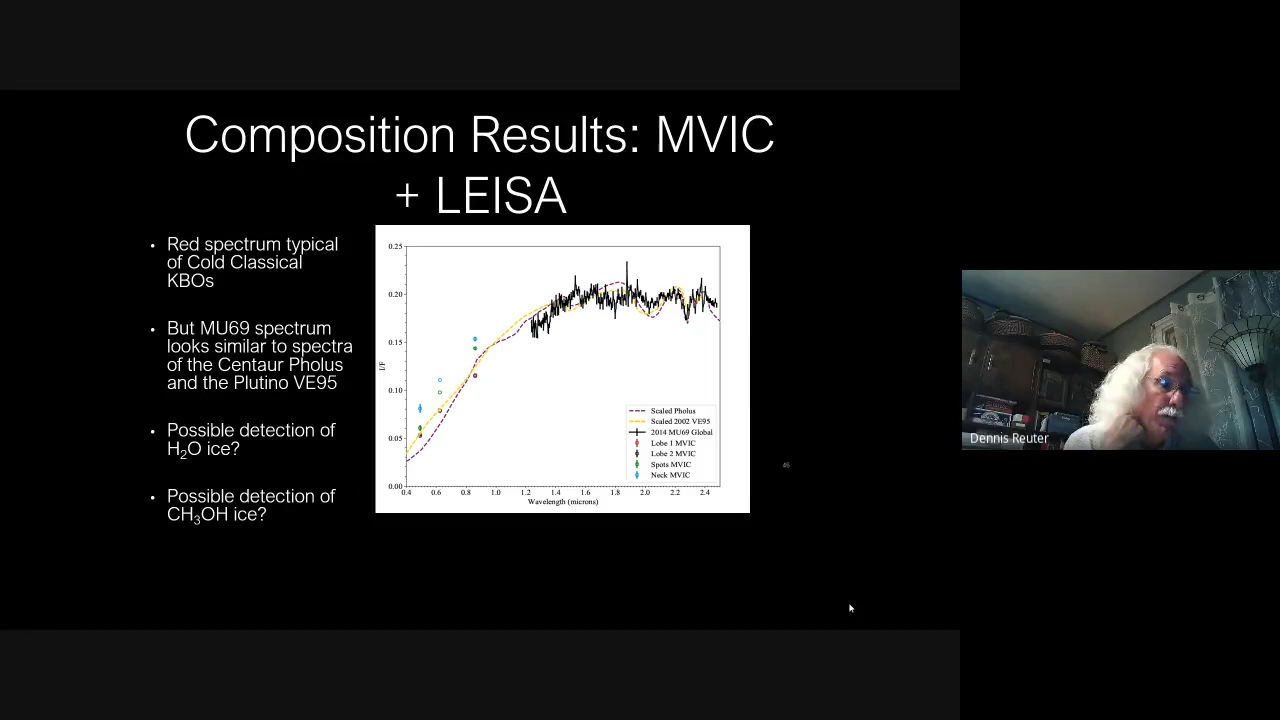 Composition Results: MVIC
+ LEISA
• Red spectrum typical
of Cold Classical
KBOs
• But MU69 spectrum
looks similar to spectra
of the Centaur Pholus
and the Plutino VE95
• Possible detection of
H₂O ice?
• Possible detection of
CH₃OH ice?
0.25
0.20
0.15
I/F
0.10
0.05
0.00
Scaled Pholus
Scaled 2002 VE95
2014 MU69 Global
Lobe 1 MVIC
Lobe 2 MVIC
Spots MVIC
Neck MVIC
0.4 0.6 0.8 1.0 1.2 1.4 1.6 1.8 2.0 2.2 2.4
Wavelength (microns)
46
Dennis Reuter